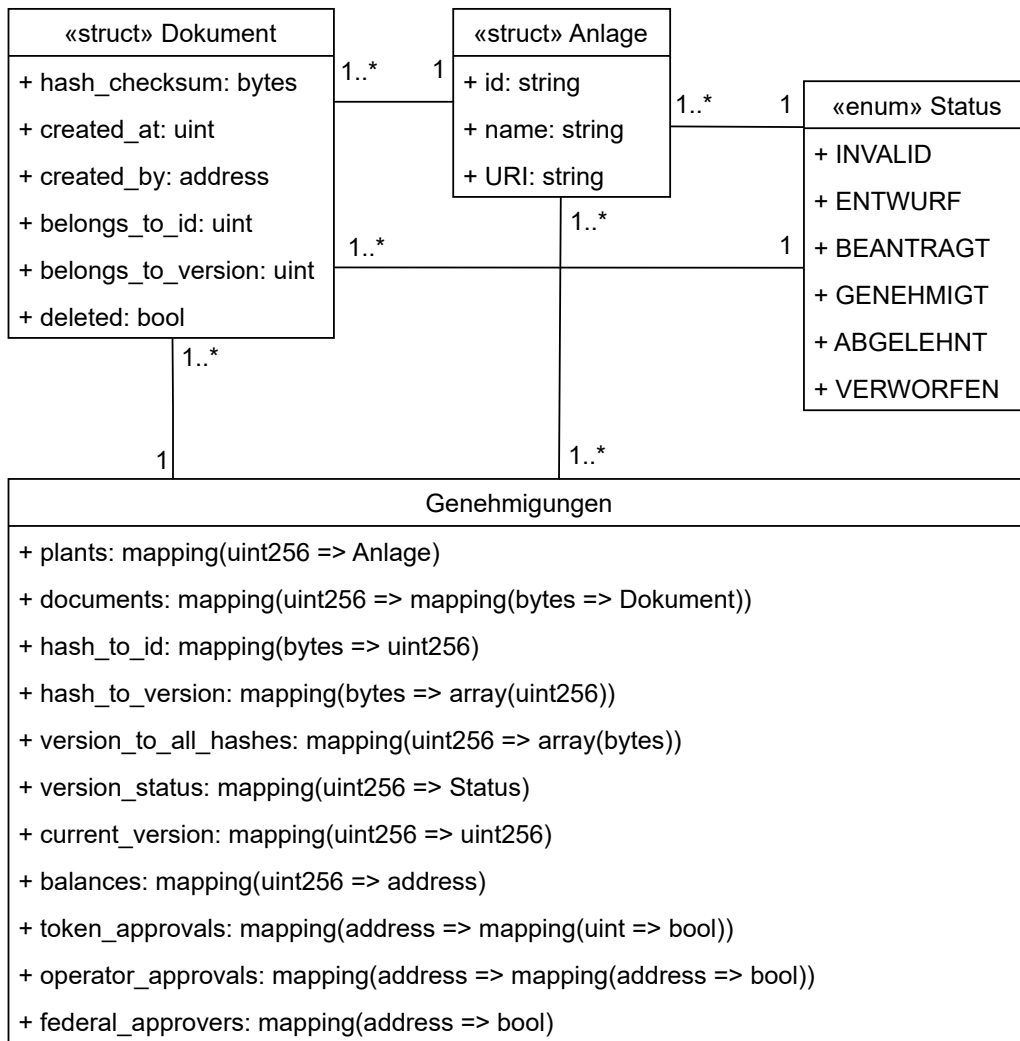 «struct» Dokument
+ hash_checksum: bytes
+ created_at: uint
+ created_by: address
+ belongs_to_id: uint
+ belongs_to_version: uint
+ deleted: bool
1..*
1
«struct» Anlage
+ id: string
+ name: string
+ URI: string
1..*
1
«enum» Status
+ INVALID
+ ENTWURF
+ BEANTRAGT
+ GENEHMIGT
+ ABGELEHNT
+ VERWORFEN
1..*
1
1..*
1..*
1
1..*
Genehmigungen
+ plants: mapping(uint256 => Anlage)
+ documents: mapping(uint256 => mapping(bytes => Dokument))
+ hash_to_id: mapping(bytes => uint256)
+ hash_to_version: mapping(bytes => array(uint256))
+ version_to_all_hashes: mapping(uint256 => array(bytes))
+ version_status: mapping(uint256 => Status)
+ current_version: mapping(uint256 => uint256)
+ balances: mapping(uint256 => address)
+ token_approvals: mapping(address => mapping(uint => bool))
+ operator_approvals: mapping(address => mapping(address => bool))
+ federal_approvers: mapping(address => bool)